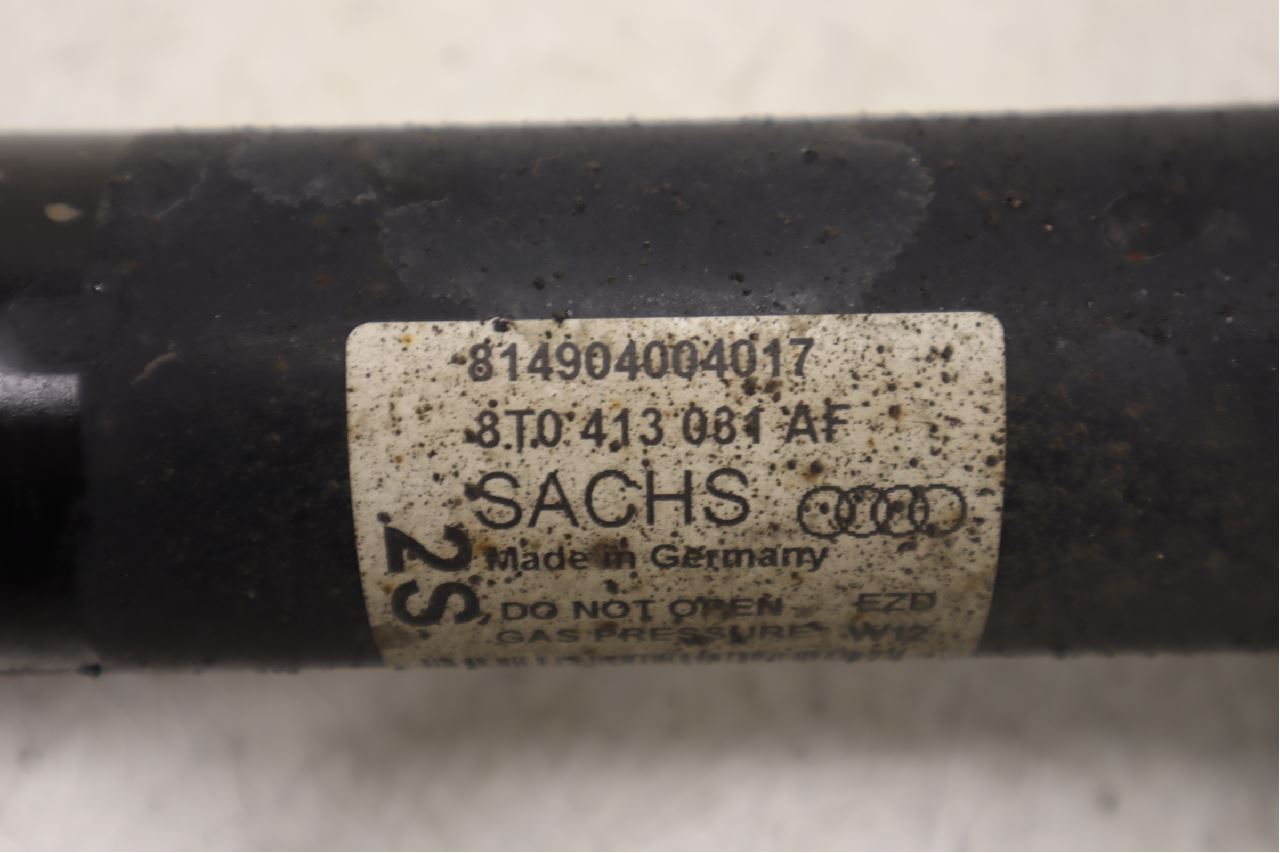 814904004017
8T0 413 031 AF
SACHS
Made in Germany
2S
DO NOT OPEN EZD
GAS PRESSURE W12